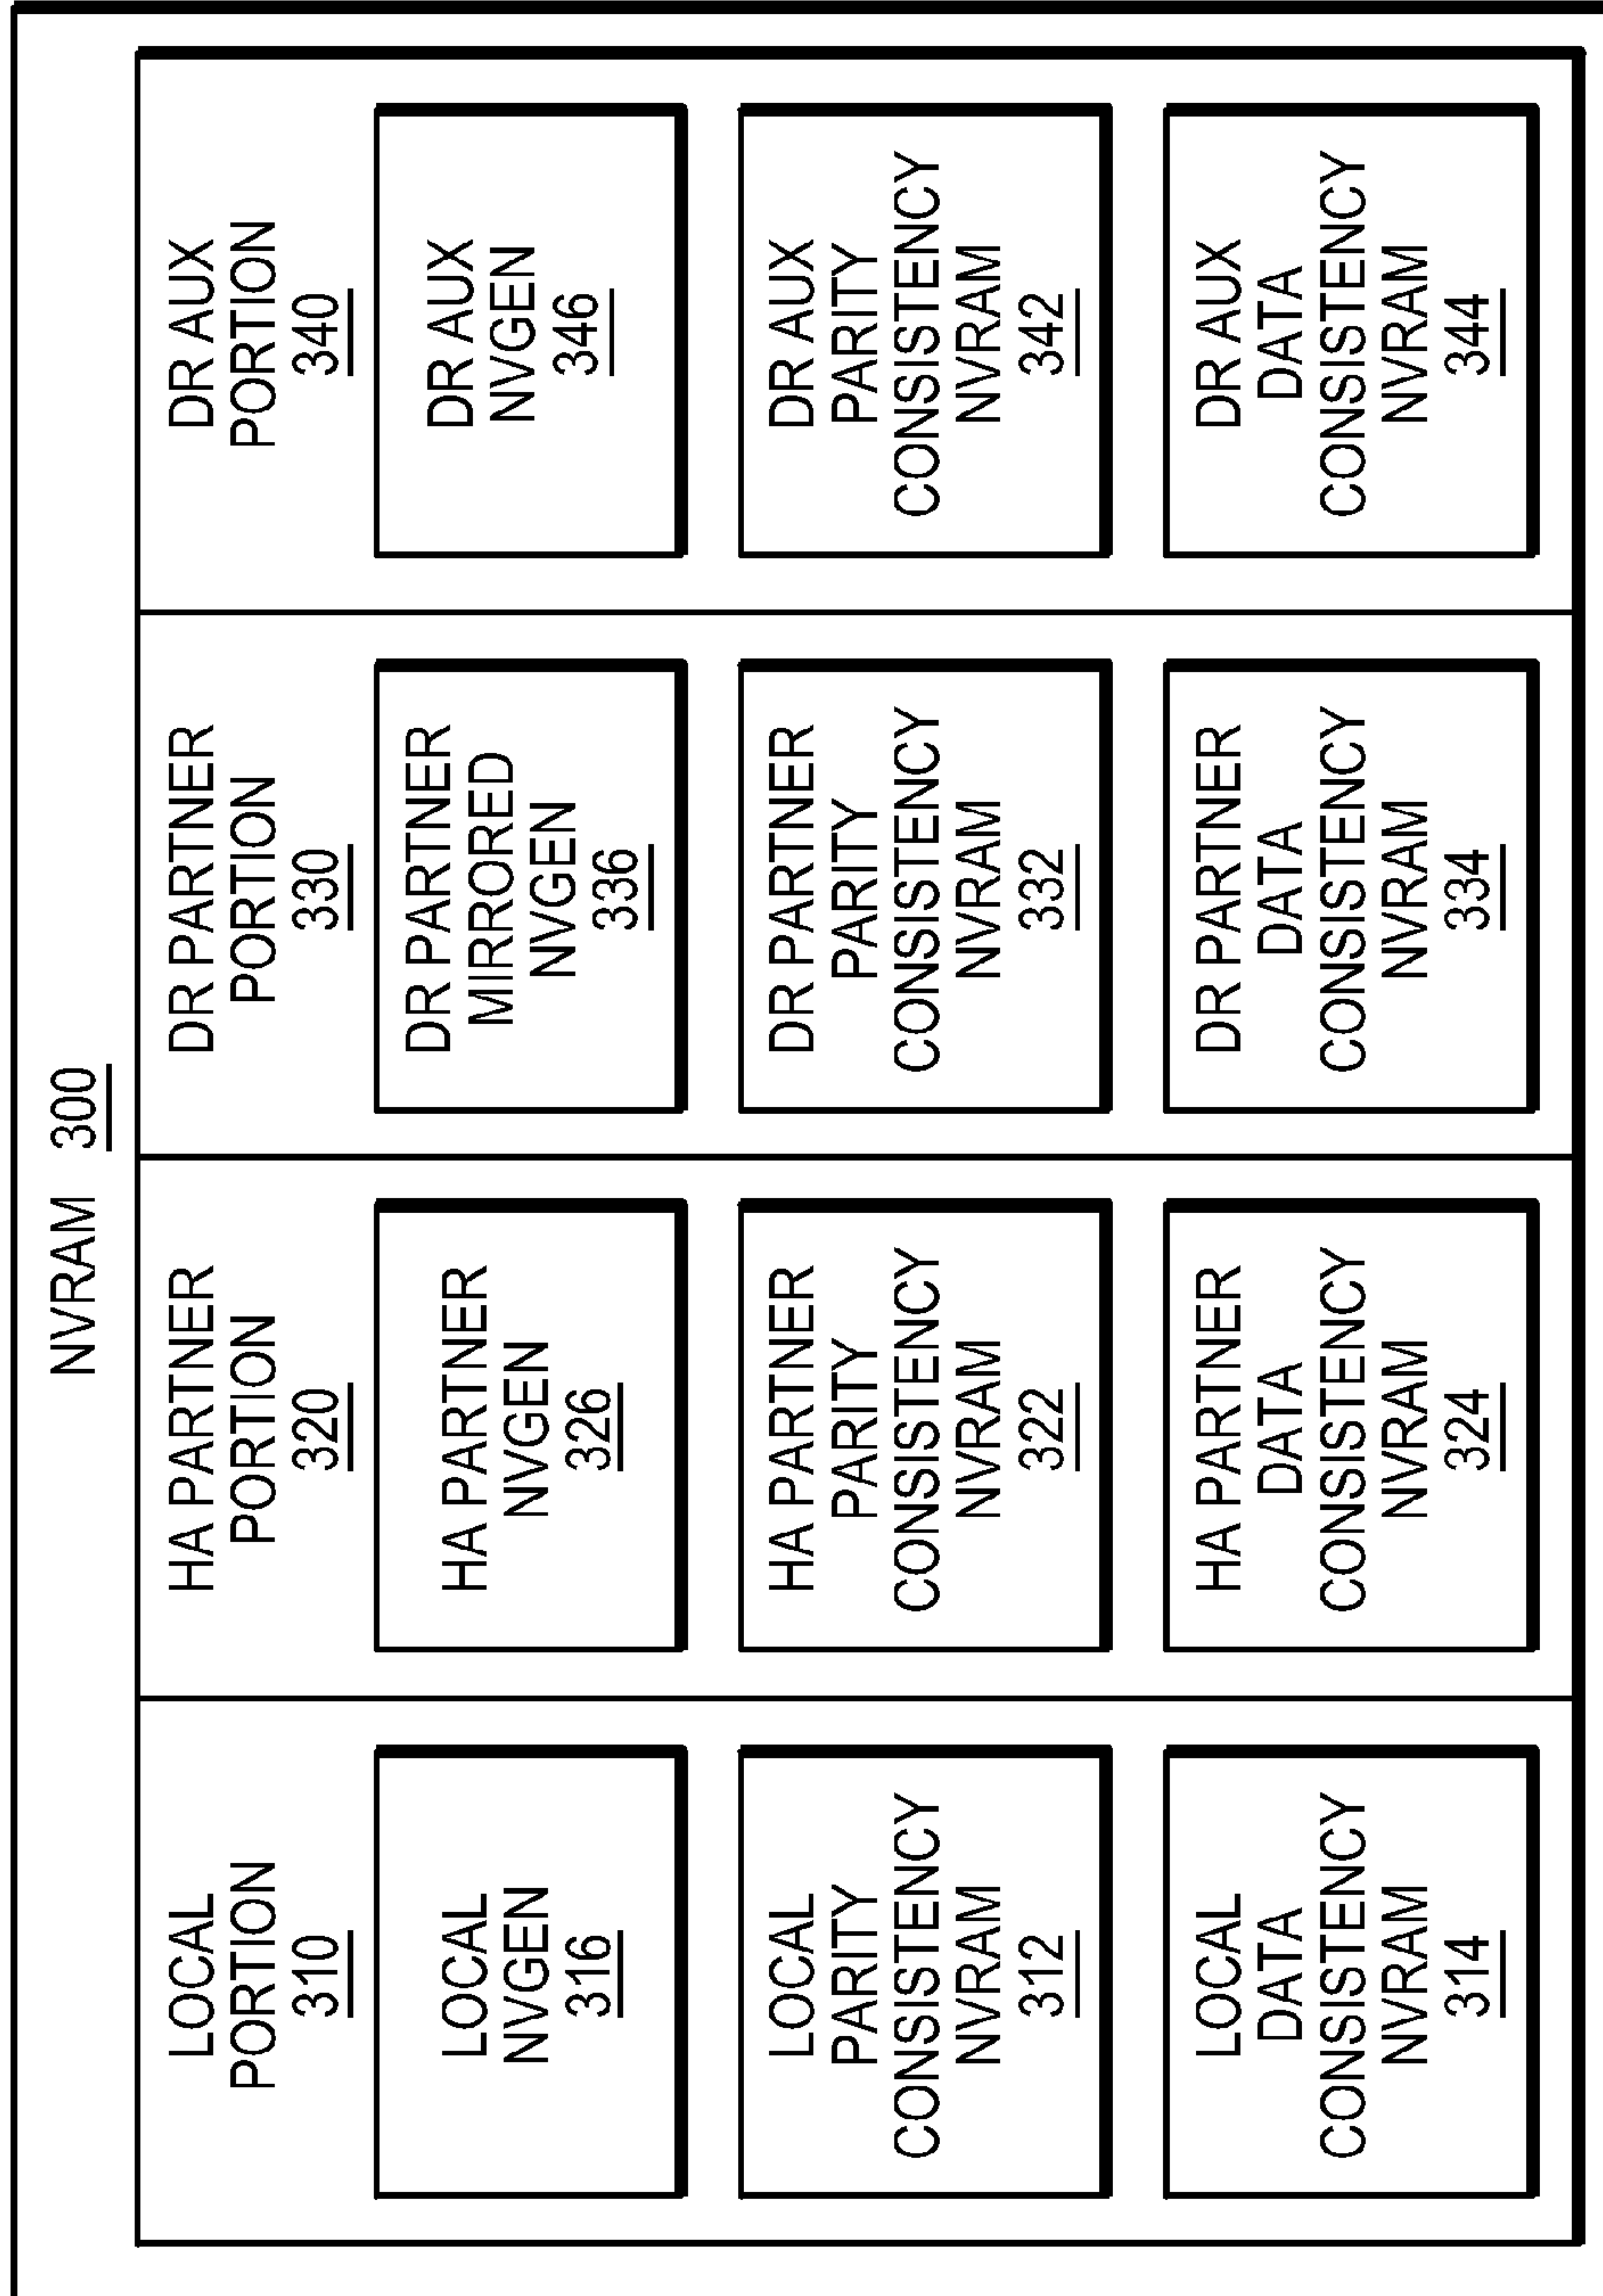 NVRAM 300
LOCAL
PORTION
310
LOCAL
NVGEN
316
LOCAL
PARITY
CONSISTENCY
NVRAM
312
LOCAL
DATA
CONSISTENCY
NVRAM
314
HA PARTNER
PORTION
320
HA PARTNER
NVGEN
326
HA PARTNER
PARITY
CONSISTENCY
NVRAM
322
HA PARTNER
DATA
CONSISTENCY
NVRAM
324
DR PARTNER
PORTION
330
DR PARTNER
MIRRORED
NVGEN
336
DR PARTNER
PARITY
CONSISTENCY
NVRAM
332
DR PARTNER
DATA
CONSISTENCY
NVRAM
334
DR AUX
PORTION
340
DR AUX
NVGEN
346
DR AUX
PARITY
CONSISTENCY
NVRAM
342
DR AUX
DATA
CONSISTENCY
NVRAM
344